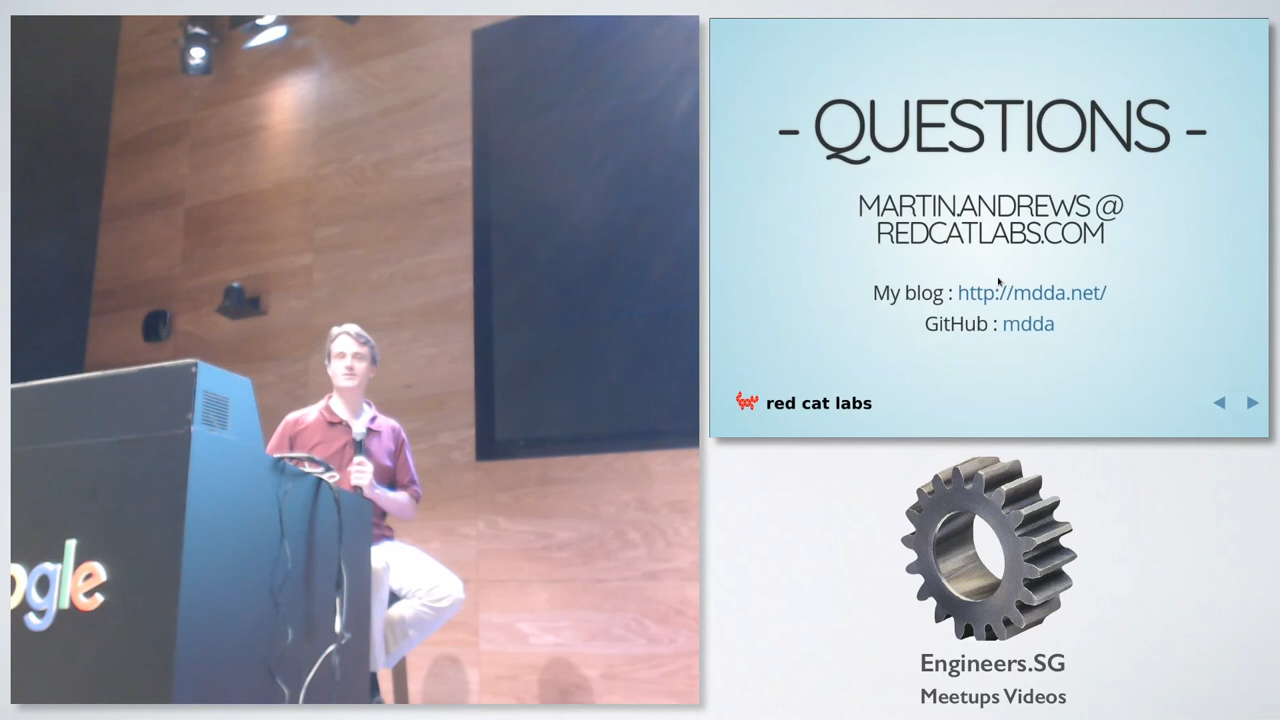 ogle
- QUESTIONS -
MARTIN.ANDREWS @
REDCATLABS.COM
My blog : http://mdda.net/
GitHub : mdda
red cat labs
Engineers.SG
Meetups Videos